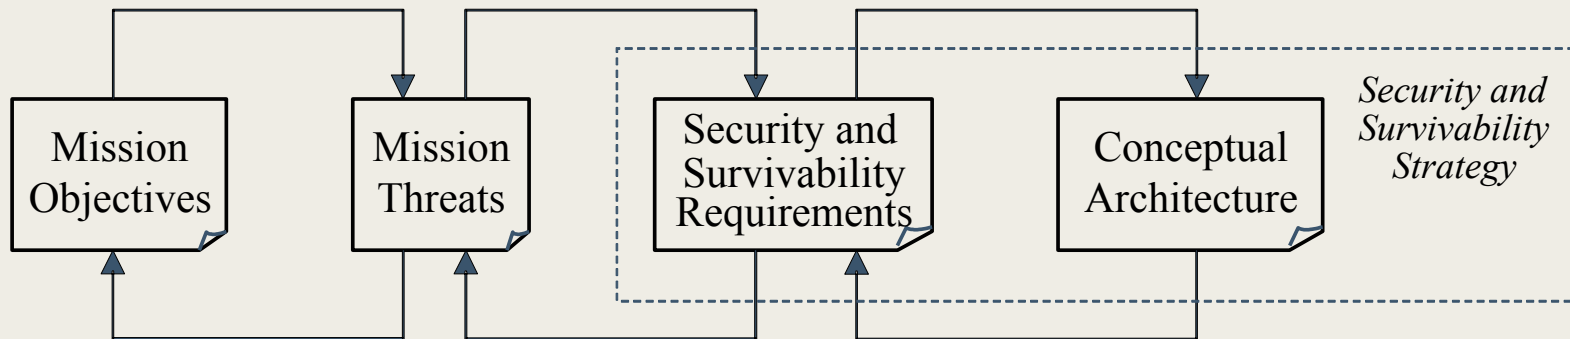 Mission
Objectives
Mission
Threats
Security and
Survivability
Requirements
Conceptual
Architecture
Security and
Survivability
Strategy